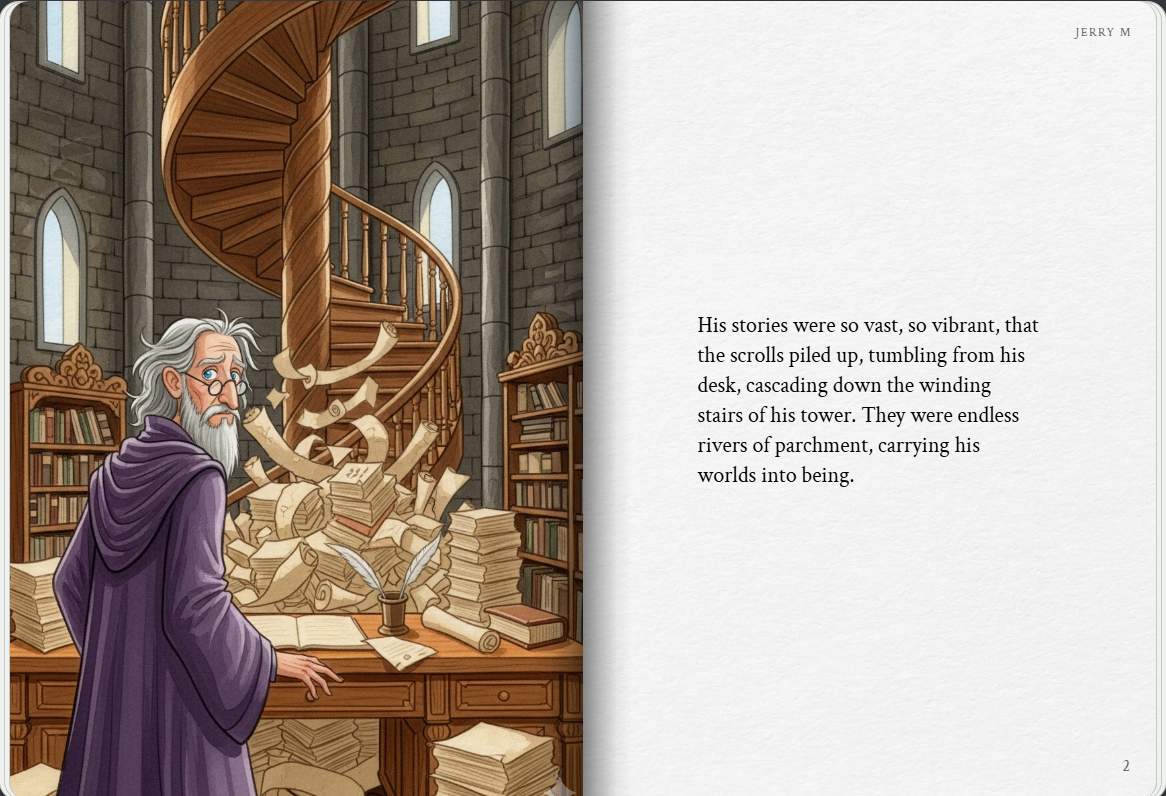 JERRY M
His stories were so vast, so vibrant, that
the scrolls piled up, tumbling from his
desk, cascading down the winding
stairs of his tower. They were endless
rivers of parchment, carrying his
worlds into being.
2